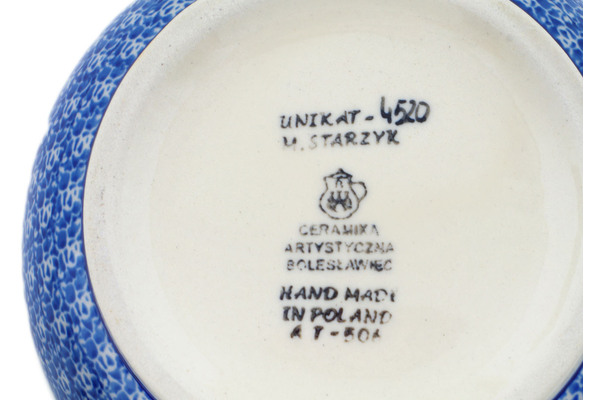 UNIKAT-4520
M. STARZYK
CERAMIKA
ARTYSTYCZNA
BOLESŁAWIEC
HAND MADE
IN POLAND